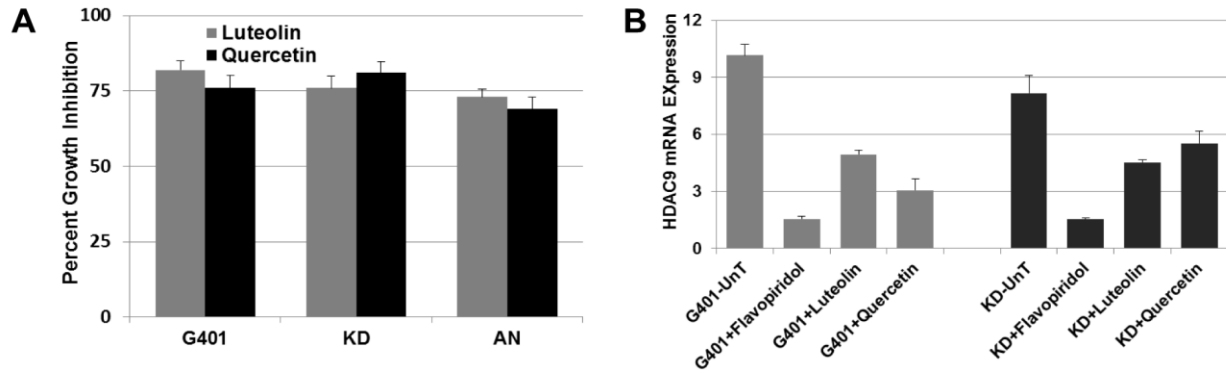 A
Percent Growth Inhibition
100
75
50
25
0
Luteolin
Quercetin
G401
KD
AN
B
HDAC9 mRNA EXpression
12
9
6
3
0
G401-UnT
G401+Flavopiridol
G401+Luteolin
G401+Quercetin
KD-UnT
KD+Flavopiridol
KD+Luteolin
KD+Quercetin